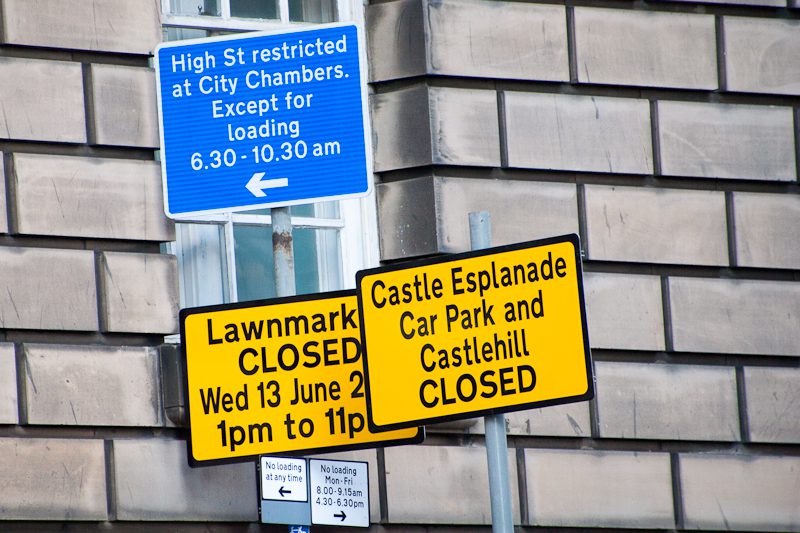 High St restricted
at City Chambers.
Except for
loading
6.30 - 10.30 am
Lawnmark
CLOSED
Wed 13 June 2
1pm to 11p
Castle Esplanade
Car Park and
Castlehill
CLOSED
No loading
at any time
No loading
Mon-Fri
8.00-9.15am
4.30-6.30pm